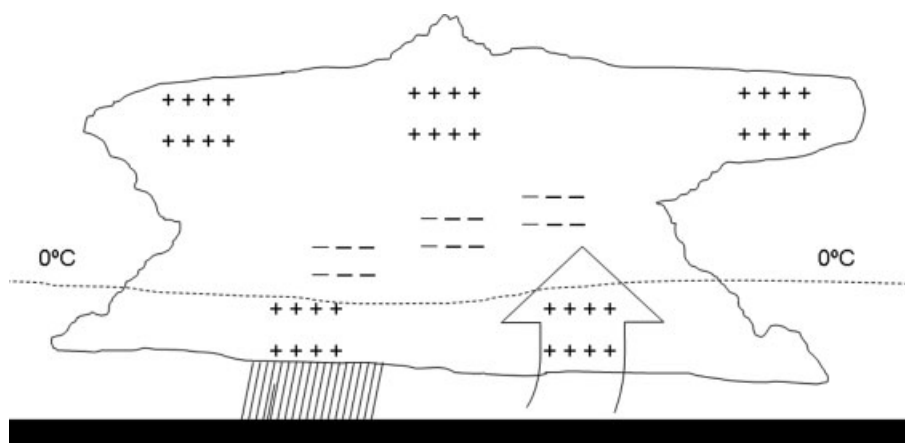 + + + +
+ + + +
+ + + +
+ + + +
+ + + +
+ + + +
— — —
— — —
— — —
— — —
— — —
— — —
0ºC
0ºC
+ + + +
+ + + +
+ + + +
+ + + +